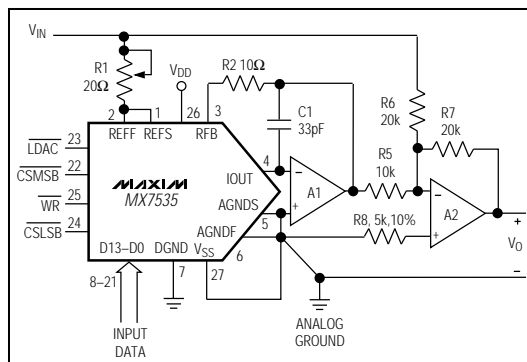 VIN
R1
20Ω
VDD
R2 10Ω
C1
33pF
R6
20k
R7
20k
2
1
26
3
REFF
REFS
RFB
LDAC 23
CSMSB 22
WR 25
CSLSB 24
MAXIM
MX7535
IOUT
4
AGNDS
5
AGNDF
6
D13–D0
DGND
VSS
8–21
7
27
A1
R5
10k
A2
R8, 5k,10%
VO
–
+
–
+
+
–
INPUT
DATA
ANALOG
GROUND